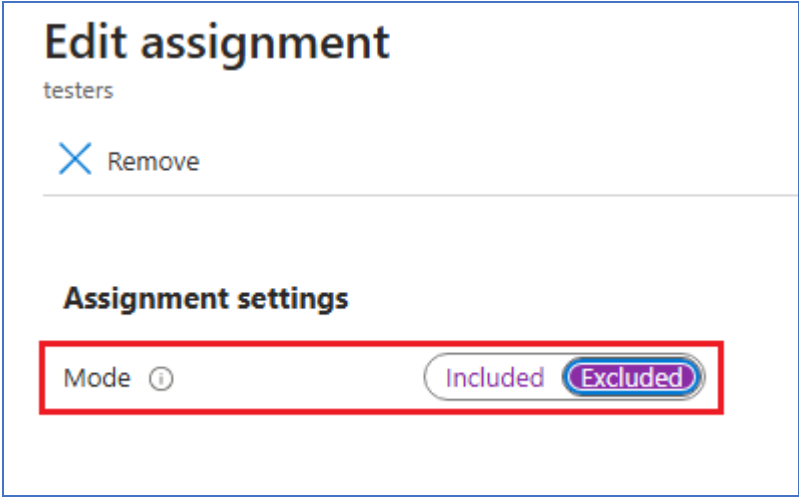 Edit assignment
testers
Remove
Assignment settings
Mode Included Excluded